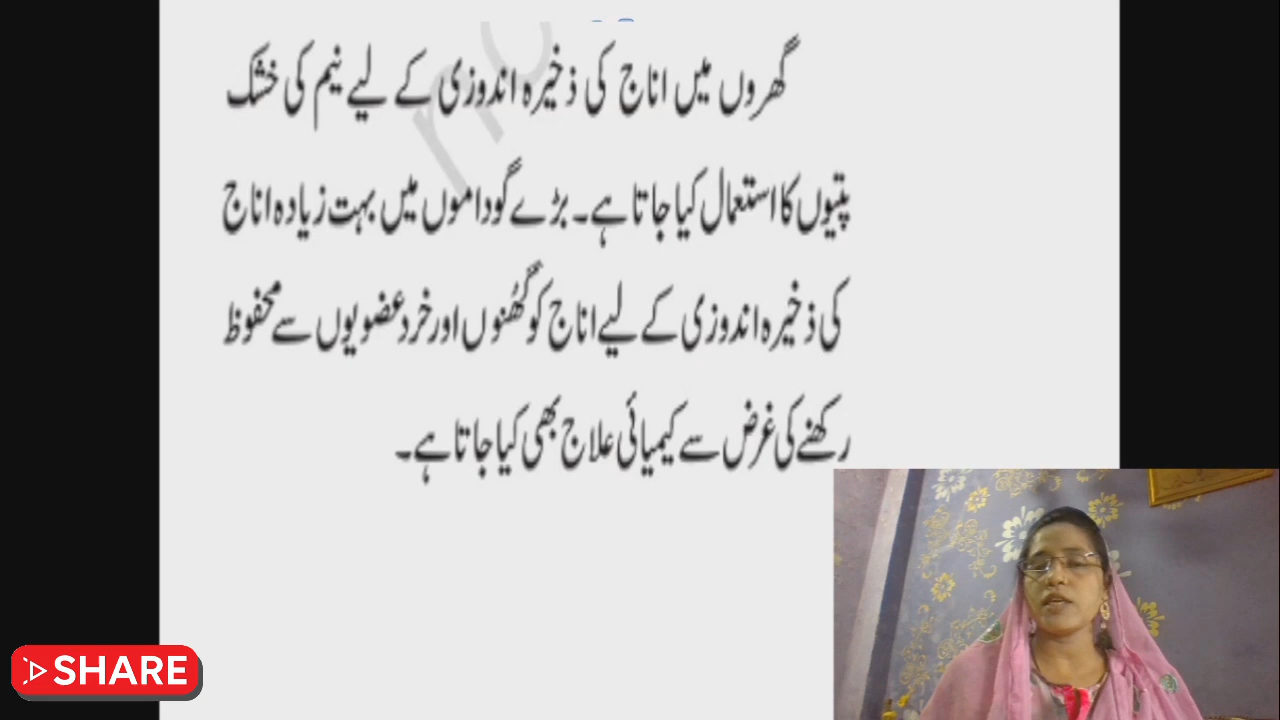 گھروں میں اناج کی ذخیرہ اندوزی کے لیے نیم کی خشک
پتیوں کا استعمال کیا جاتا ہے۔ بڑے گوداموں میں بہت زیادہ اناج
کی ذخیرہ اندوزی کے لیے اناج کو گُھنوں اور خرد عضویوں سے محفوظ
رکھنے کی غرض سے کیمیائی علاج بھی کیا جاتا ہے۔
SHARE